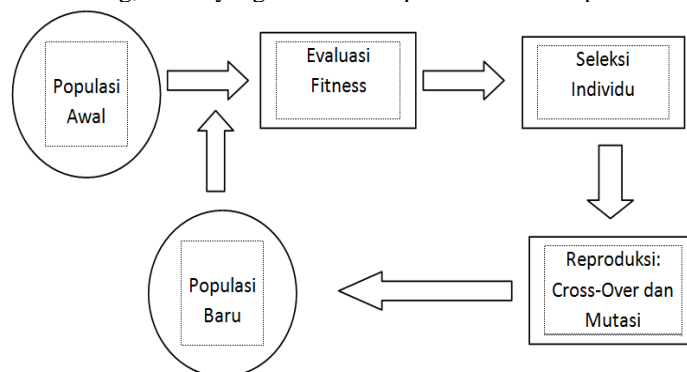 Populasi
Awal
Evaluasi
Fitness
Seleksi
Individu
Reproduksi:
Cross-Over dan
Mutasi
Populasi
Baru